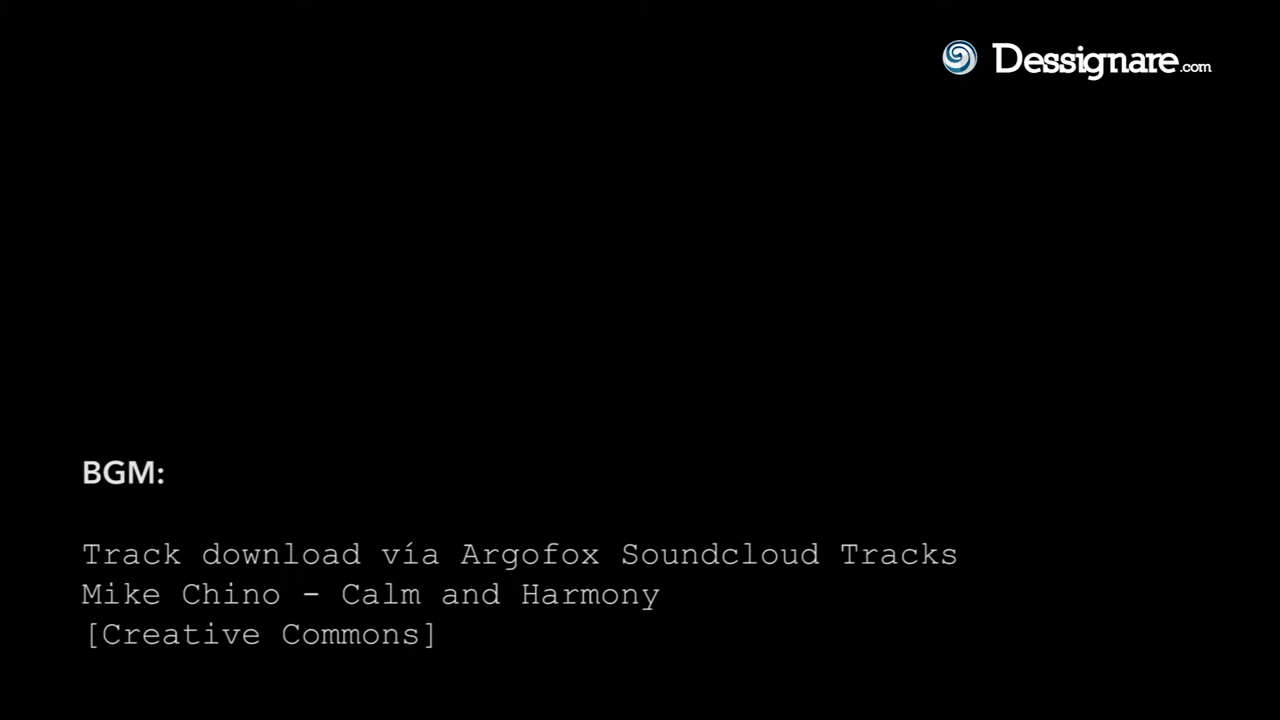 Dessignare.com
BGM:
Track download vía Argofox Soundcloud Tracks
Mike Chino - Calm and Harmony
[Creative Commons]